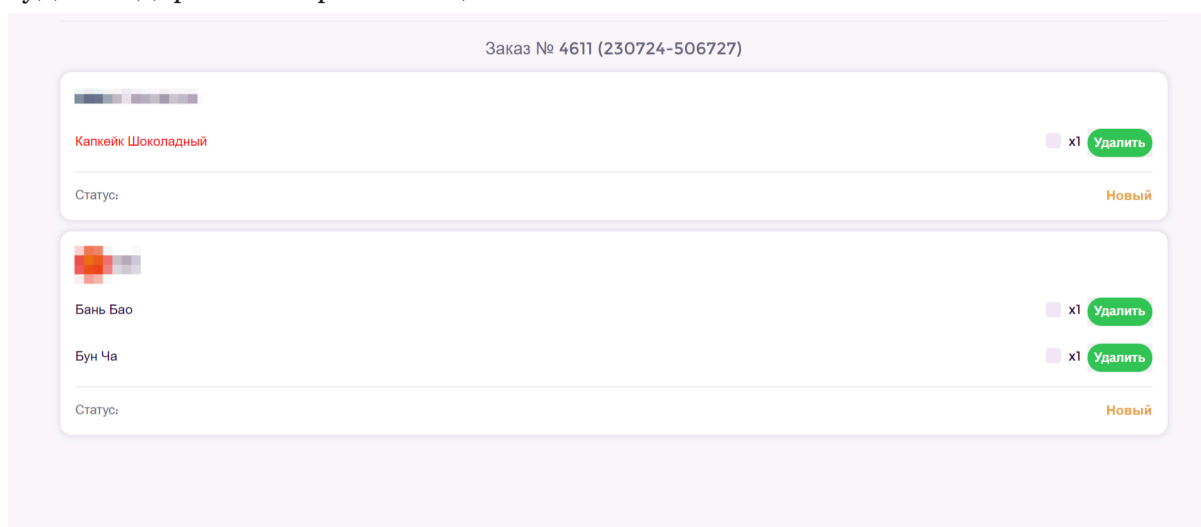 Заказ № 4611 (230724-506727)
Капкейк Шоколадный x1 Удалить
Статус: Новый
Бань Бао x1 Удалить
Бун Ча x1 Удалить
Статус: Новый